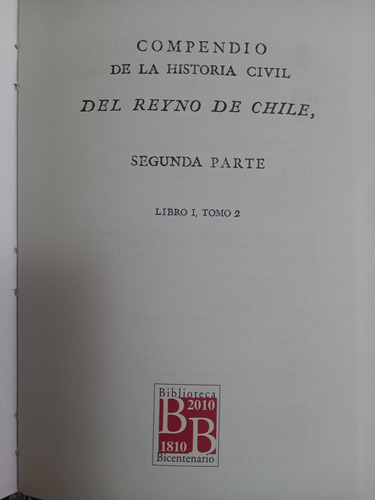 COMPENDIO
DE LA HISTORIA CIVIL
DEL REYNO DE CHILE,
SEGUNDA PARTE
LIBRO I, TOMO 2
Biblioteca
B 2010
1810 B
Bicentenario